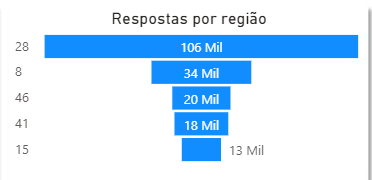 Respostas por região
28 106 Mil
8 34 Mil
46 20 Mil
41 18 Mil
15 13 Mil